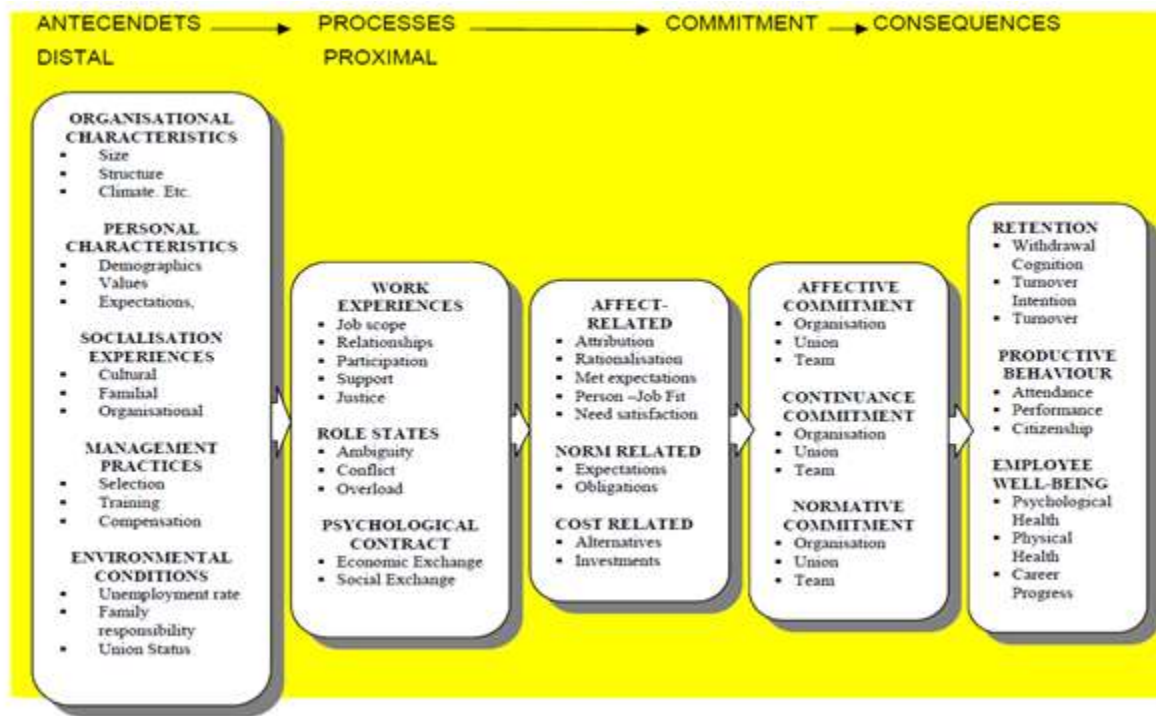 ANTECENDETS PROCESSES COMMITMENT CONSEQUENCES
DISTAL PROXIMAL
ORGANISATIONAL
CHARACTERISTICS
▪ Size
▪ Structure
▪ Climate. Etc.
PERSONAL
CHARACTERISTICS
▪ Demographics
▪ Values
▪ Expectations,
SOCIALISATION
EXPERIENCES
▪ Cultural
▪ Familial
▪ Organisational
MANAGEMENT
PRACTICES
▪ Selection
▪ Training
▪ Compensation
ENVIRONMENTAL
CONDITIONS
▪ Unemployment rate
▪ Family
responsibility
▪ Union Status
WORK
EXPERIENCES
▪ Job scope
▪ Relationships
▪ Participation
▪ Support
▪ Justice
ROLE STATES
▪ Ambiguity
▪ Conflict
▪ Overload
PSYCHOLOGICAL
CONTRACT
▪ Economic Exchange
▪ Social Exchange
AFFECT-
RELATED
▪ Attribution
▪ Rationalisation
▪ Met expectations
▪ Person –Job Fit
▪ Need satisfaction
NORM RELATED
▪ Expectations
▪ Obligations
COST RELATED
▪ Alternatives
▪ Investments
AFFECTIVE
COMMITMENT
▪ Organisation
▪ Union
▪ Team
CONTINUANCE
COMMITMENT
▪ Organisation
▪ Union
▪ Team
NORMATIVE
COMMITMENT
▪ Organisation
▪ Union
▪ Team
RETENTION
▪ Withdrawal
Cognition
▪ Turnover
Intention
▪ Turnover
PRODUCTIVE
BEHAVIOUR
▪ Attendance
▪ Performance
▪ Citizenship
EMPLOYEE
WELL-BEING
▪ Psychological
Health
▪ Physical
Health
▪ Career
Progress